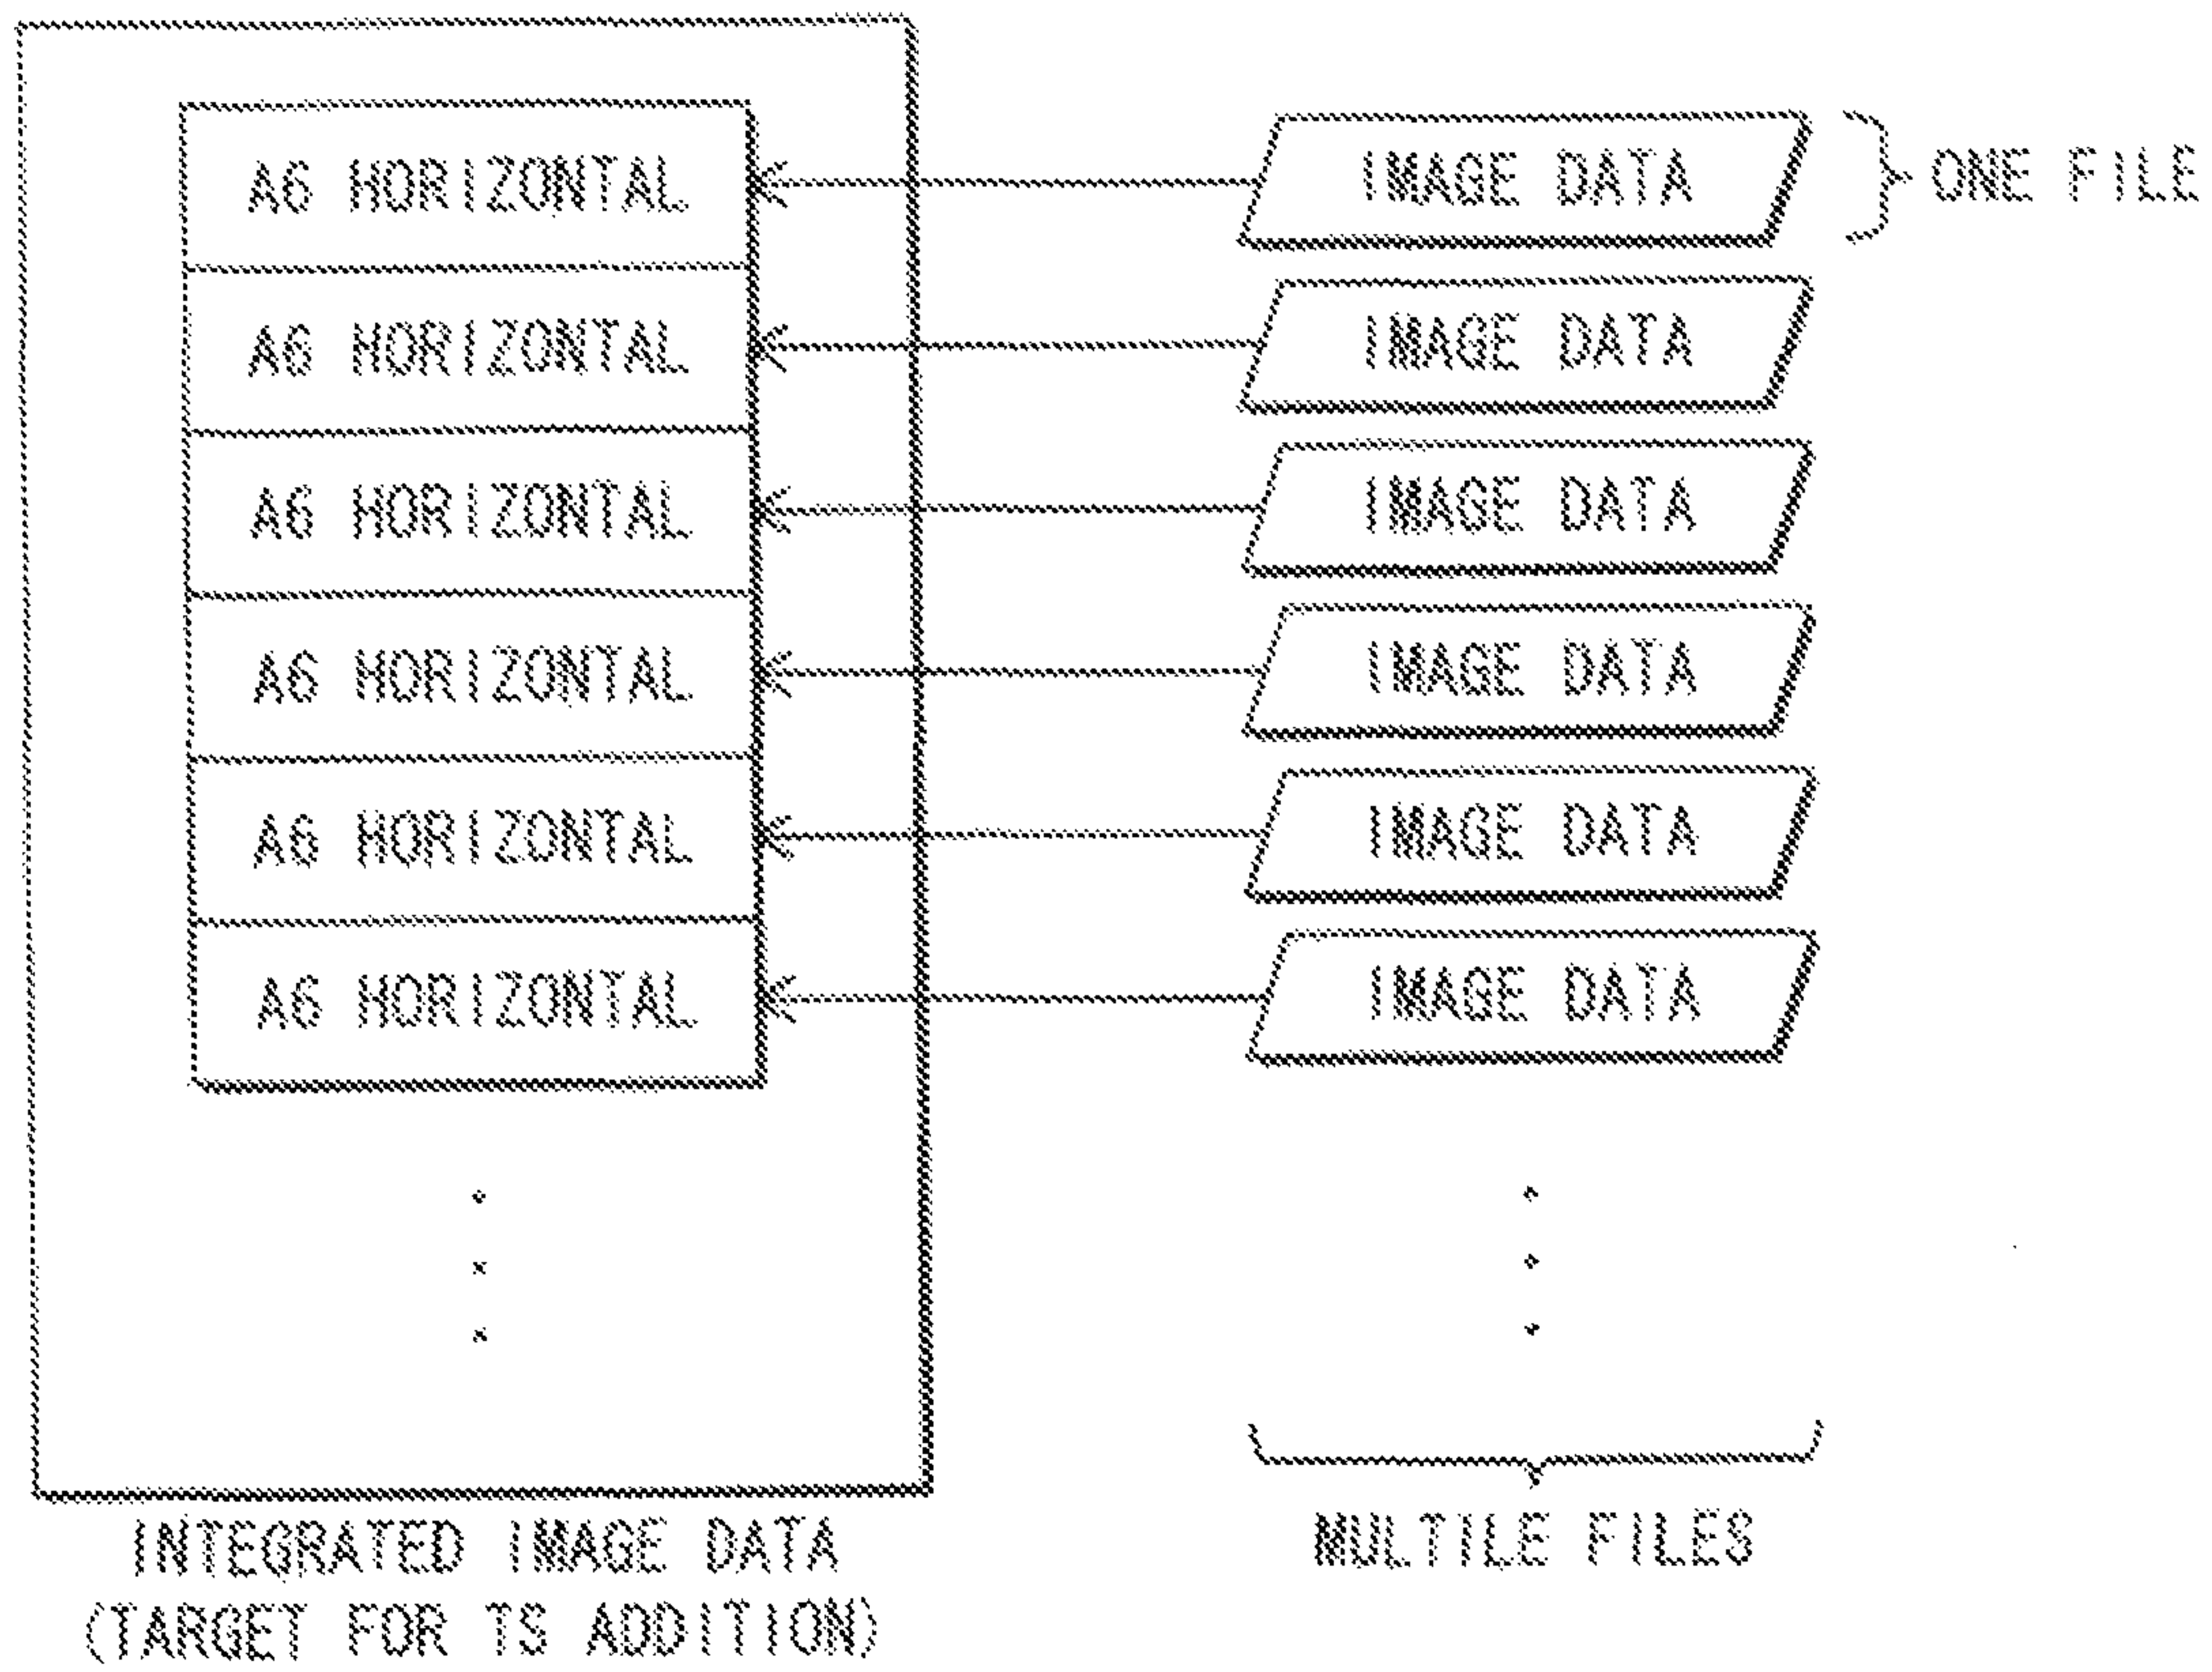 A6 HORIZONTAL
IMAGE DATA
ONE FILE
A6 HORIZONTAL
IMAGE DATA
A6 HORIZONTAL
IMAGE DATA
A6 HORIZONTAL
IMAGE DATA
A6 HORIZONTAL
IMAGE DATA
A6 HORIZONTAL
IMAGE DATA
INTEGRATED IMAGE DATA
(TARGET FOR TS ADDITION)
MULTILE FILES